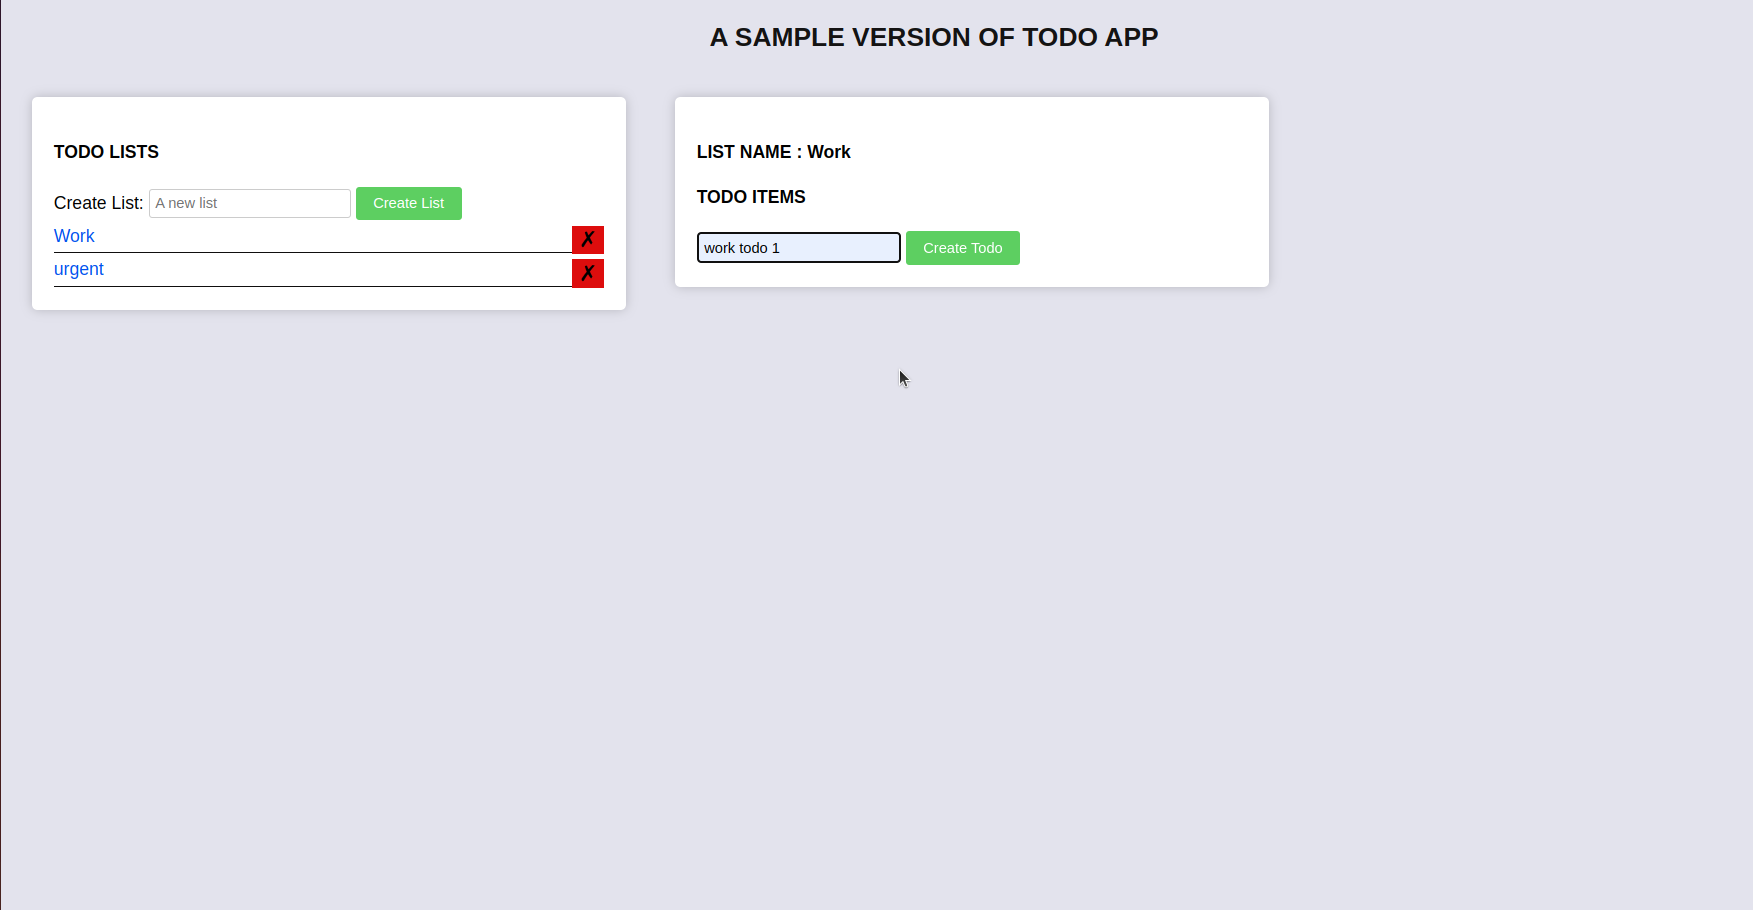 A SAMPLE VERSION OF TODO APP
TODO LISTS
Create List: A new list Create List
Work ✗
urgent ✗
LIST NAME : Work
TODO ITEMS
work todo 1 Create Todo